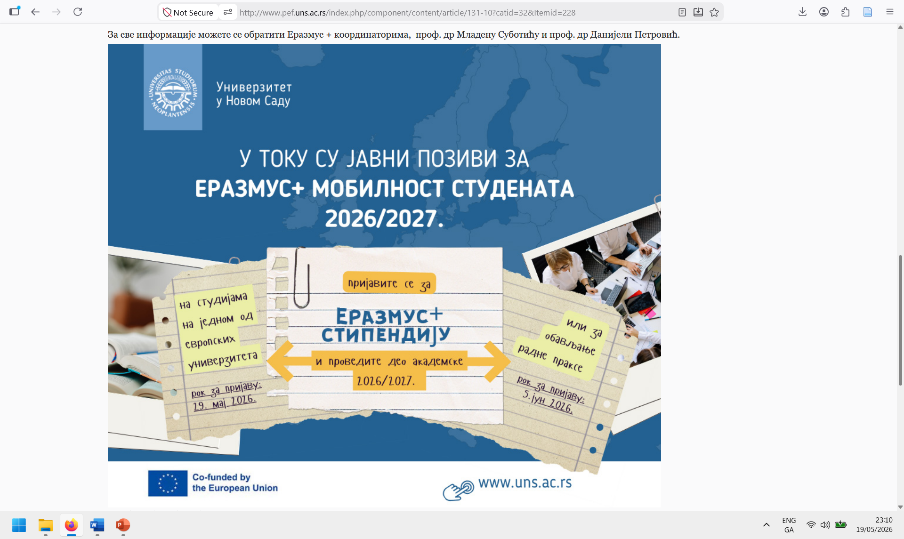 Not Secure
http://www.pef.uns.ac.rs/index.php/component/content/article/131-10?catid=32&Itemid=228
За све информације можете се обратити Еразмус + координаторима, проф. др Младену Суботићу и проф. др Данијели Петровић.
UNIVERSITAS STUDIORUM
NEOPLANTENSIS
Универзитет
у Новом Саду
У ТОКУ СУ ЈАВНИ ПОЗИВИ ЗА
ЕРАЗМУС+ МОБИЛНОСТ СТУДЕНАТА
2026/2027.
на студијама
на једном од
европских
универзитета
рок за пријаву:
29. мај 2026.
пријавите се за
ЕРАЗМУС+
СТИПЕНДИЈУ
и проведите део академске
2026/2027.
или за
обављање
радне праксе
рок за пријаву:
5. јун 2026.
Co-funded by
the European Union
www.uns.ac.rs
ENG
GA
23:10
19/05/2026